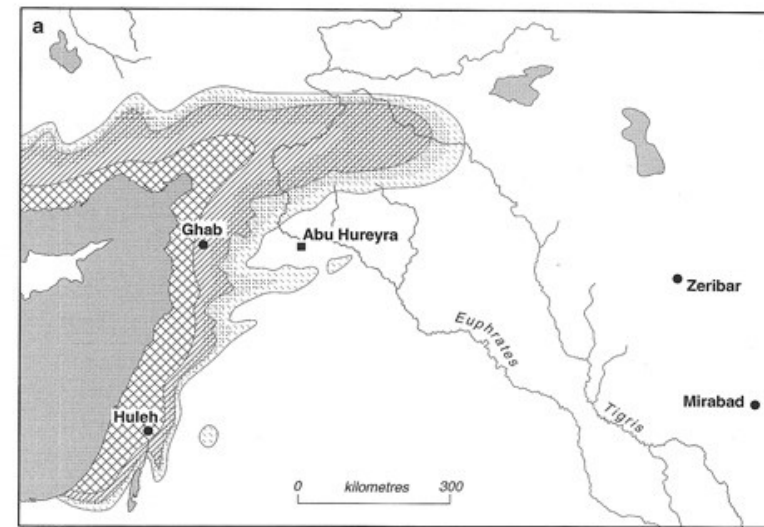 a
Ghab
Abu Hureyra
Zeribar
Euphrates
Mirabad
Huleh
Tigris
0 kilometres 300